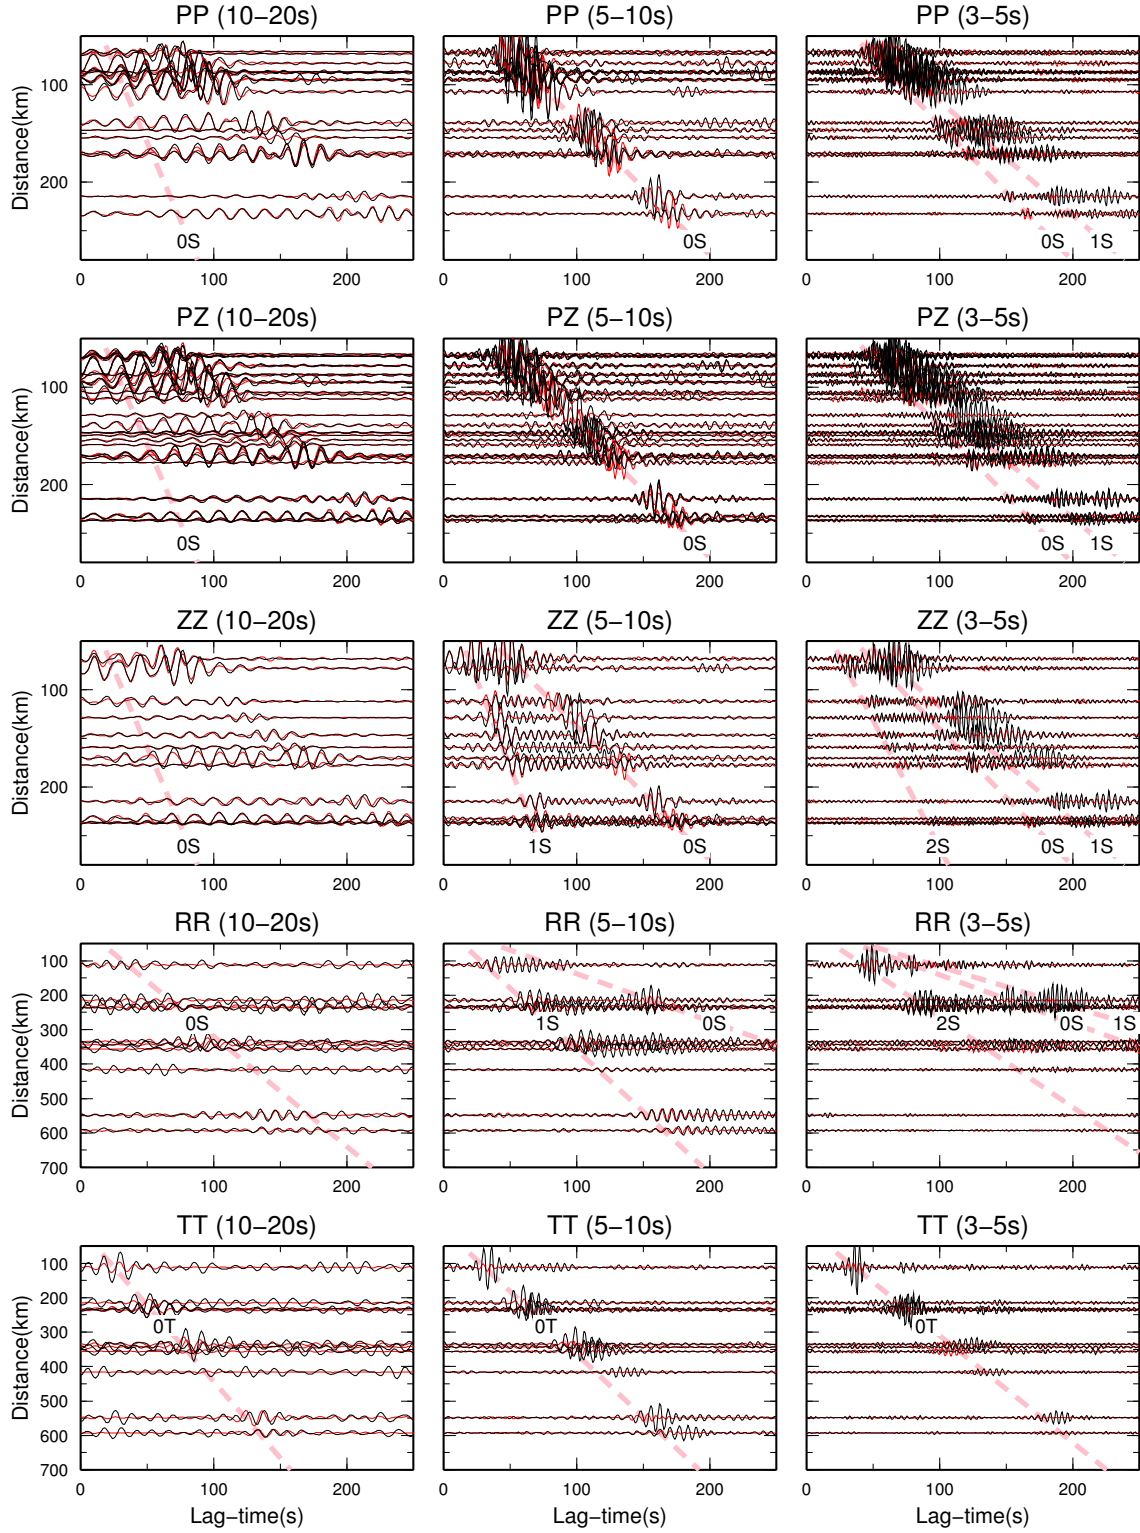 PP (10−20s) PP (5−10s) PP (3−5s)
Distance(km)
100
200
0S 0S 0S 1S
0 100 200 0 100 200 0 100 200
PZ (10−20s) PZ (5−10s) PZ (3−5s)
Distance(km)
100
200
0S 0S 0S 1S
0 100 200 0 100 200 0 100 200
ZZ (10−20s) ZZ (5−10s) ZZ (3−5s)
Distance(km)
100
200
0S 1S 0S 2S 0S 1S
0 100 200 0 100 200 0 100 200
RR (10−20s) RR (5−10s) RR (3−5s)
Distance(km)
100
200
300
400
500
600
700
0S 1S 0S 2S 0S 1S
0 100 200 0 100 200 0 100 200
TT (10−20s) TT (5−10s) TT (3−5s)
Distance(km)
100
200
300
400
500
600
700
0T 0T 0T
0 100 200 0 100 200 0 100 200
Lag−time(s) Lag−time(s) Lag−time(s)